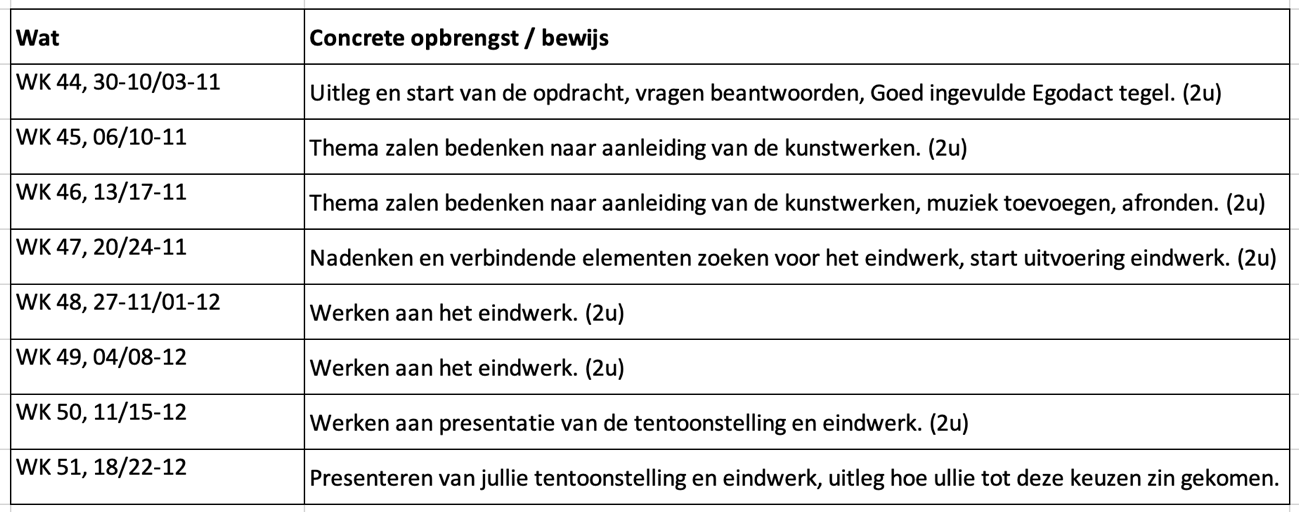 Wat Concrete opbrengst / bewijs
WK 44, 30-10/03-11 Uitleg en start van de opdracht, vragen beantwoorden, Goed ingevulde Egodact tegel. (2u)
WK 45, 06/10-11 Thema zalen bedenken naar aanleiding van de kunstwerken. (2u)
WK 46, 13/17-11 Thema zalen bedenken naar aanleiding van de kunstwerken, muziek toevoegen, afronden. (2u)
WK 47, 20/24-11 Nadenken en verbindende elementen zoeken voor het eindwerk, start uitvoering eindwerk. (2u)
WK 48, 27-11/01-12 Werken aan het eindwerk. (2u)
WK 49, 04/08-12 Werken aan het eindwerk. (2u)
WK 50, 11/15-12 Werken aan presentatie van de tentoonstelling en eindwerk. (2u)
WK 51, 18/22-12 Presenteren van jullie tentoonstelling en eindwerk, uitleg hoe ullie tot deze keuzen zin gekomen.